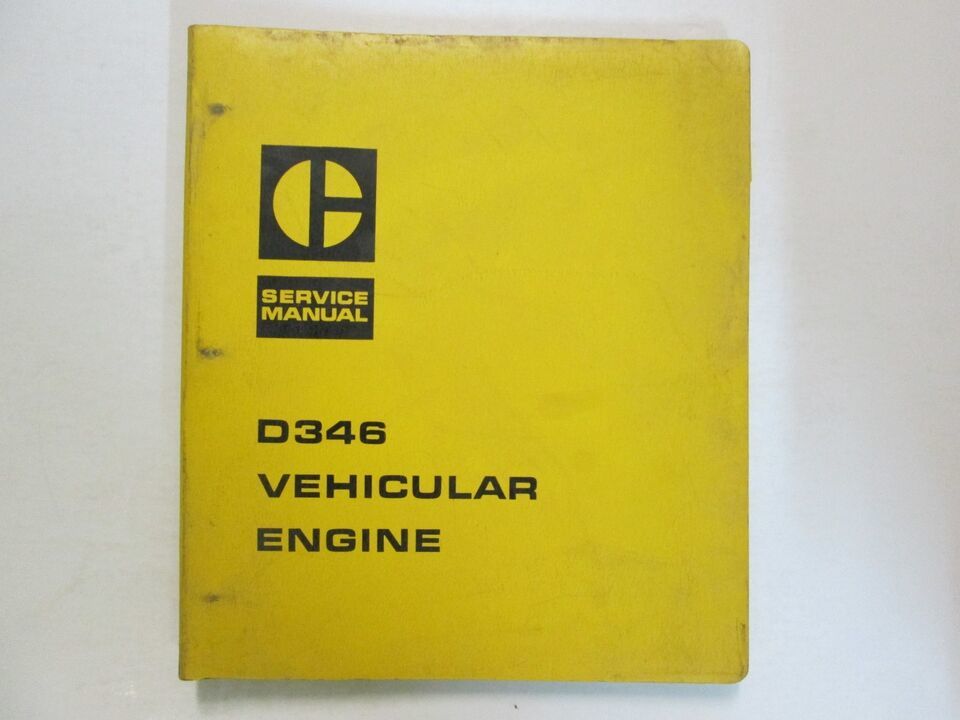 SERVICE
MANUAL
D346
VEHICULAR
ENGINE